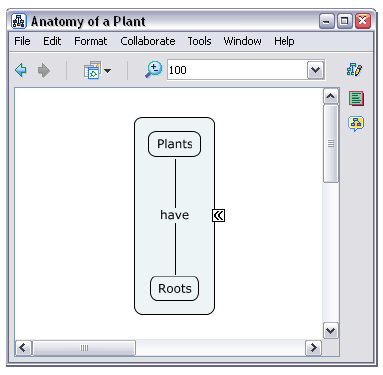 Anatomy of a Plant
File Edit Format Collaborate Tools Window Help
100
Plants
have
Roots